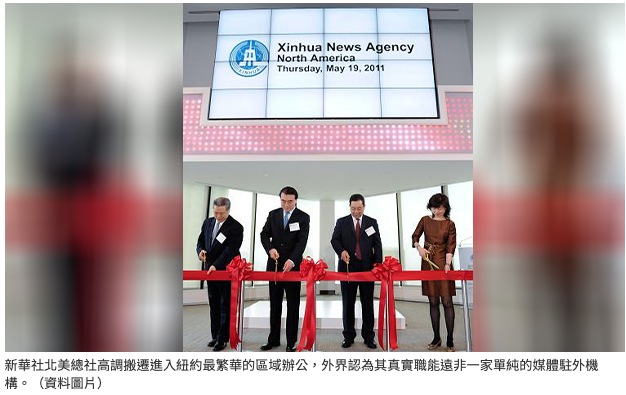 Xinhua News Agency
North America
Thursday, May 19, 2011
XINHUA
新華社北美總社高調搬遷進入紐約最繁華的區域辦公，外界認為其真實職能遠非一家單純的媒體駐外機
構。（資料圖片）